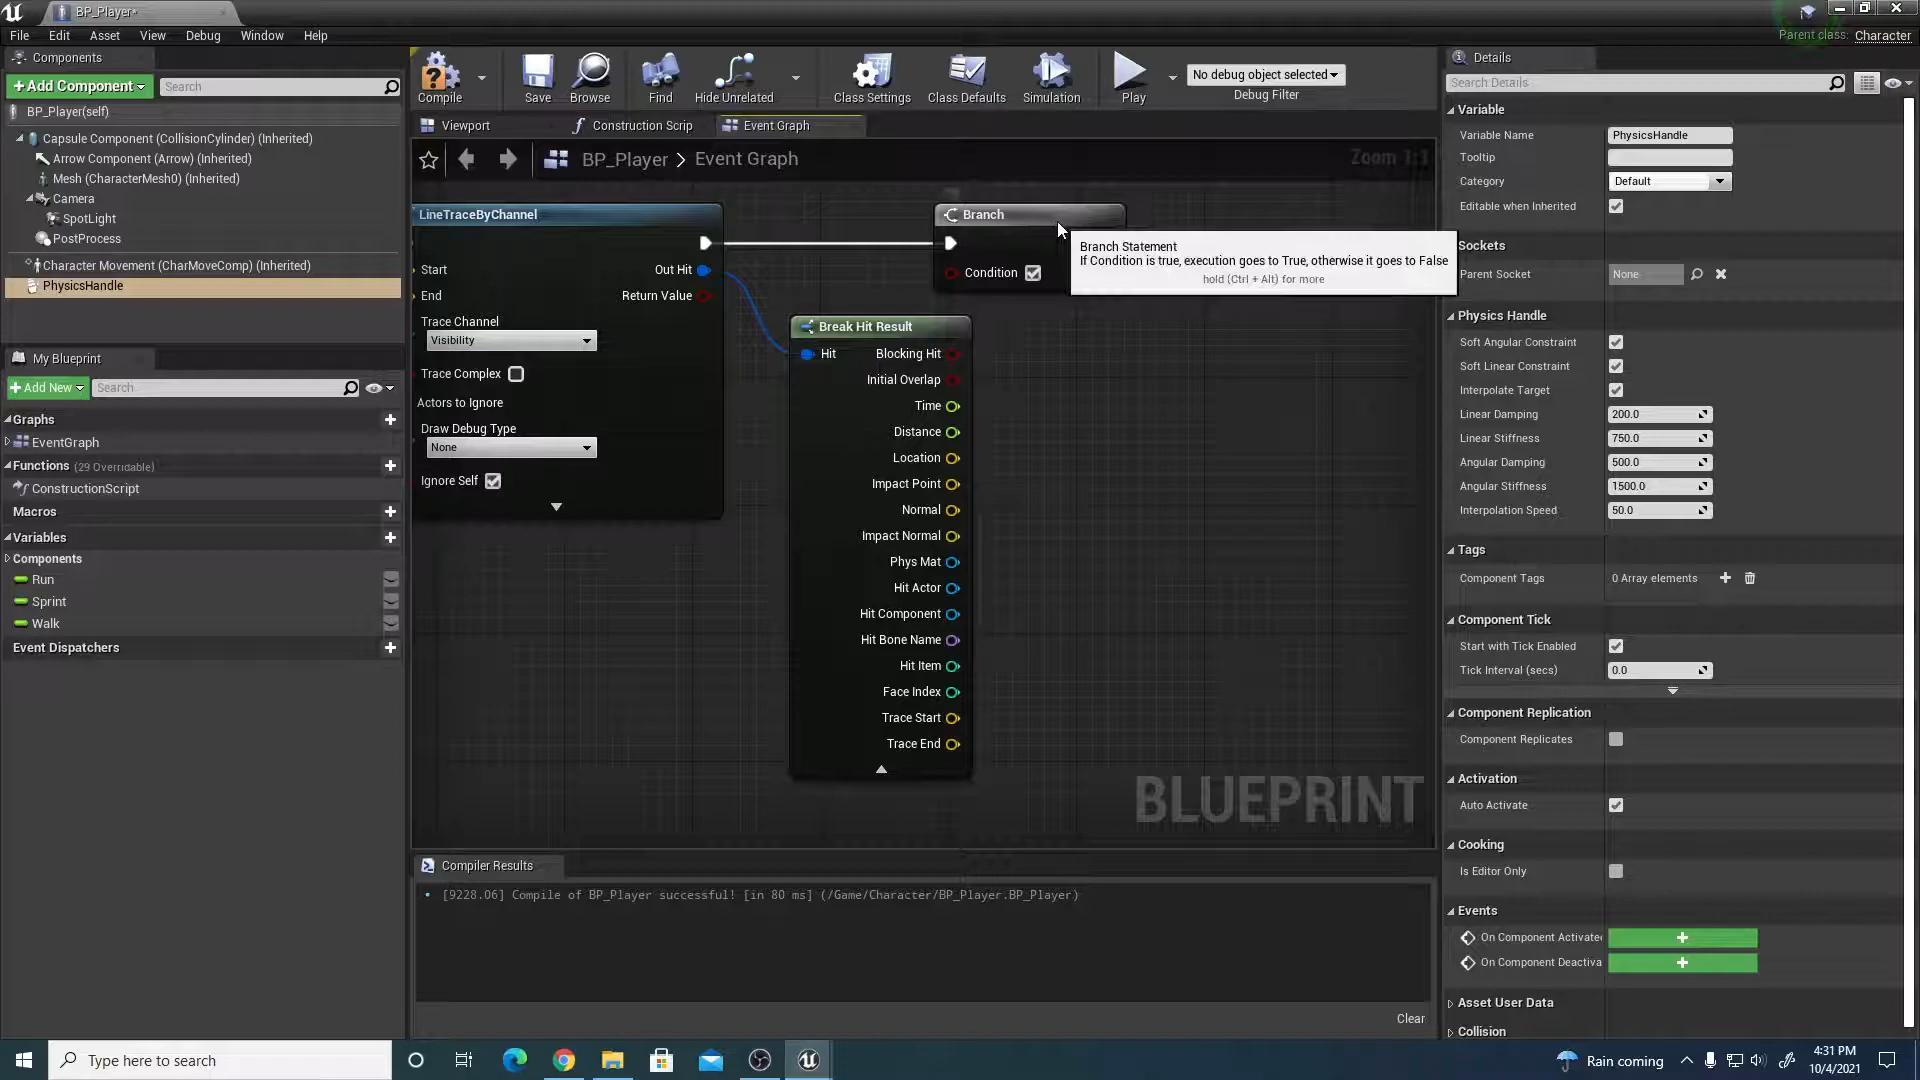 BP_Player*
File Edit Asset View Debug Window Help
Parent class: Character
Components
+Add Component
Search
BP_Player(self)
Capsule Component (CollisionCylinder) (Inherited)
Arrow Component (Arrow) (Inherited)
Mesh (CharacterMesh0) (Inherited)
Camera
SpotLight
PostProcess
Character Movement (CharMoveComp) (Inherited)
PhysicsHandle
My Blueprint
+Add New
Search
Graphs
EventGraph
Functions (29 Overridable)
ConstructionScript
Macros
Variables
Components
Run
Sprint
Walk
Event Dispatchers
Compile
Save
Browse
Find
Hide Unrelated
Class Settings
Class Defaults
Simulation
Play
No debug object selected
Debug Filter
Viewport
Construction Scrip
Event Graph
BP_Player > Event Graph
Zoom 1:1
LineTraceByChannel
Start
End
Out Hit
Return Value
Trace Channel
Visibility
Trace Complex
Actors to Ignore
Draw Debug Type
None
Ignore Self
Branch
Condition
Branch Statement
If Condition is true, execution goes to True, otherwise it goes to False
hold (Ctrl + Alt) for more
Break Hit Result
Hit
Blocking Hit
Initial Overlap
Time
Distance
Location
Impact Point
Normal
Impact Normal
Phys Mat
Hit Actor
Hit Component
Hit Bone Name
Hit Item
Face Index
Trace Start
Trace End
BLUEPRINT
Compiler Results
[9228.06] Compile of BP_Player successful! [in 80 ms] (/Game/Character/BP_Player.BP_Player)
Clear
Details
Search Details
Variable
Variable Name PhysicsHandle
Tooltip
Category Default
Editable when Inherited
Sockets
Parent Socket None
Physics Handle
Soft Angular Constraint
Soft Linear Constraint
Interpolate Target
Linear Damping 200.0
Linear Stiffness 750.0
Angular Damping 500.0
Angular Stiffness 1500.0
Interpolation Speed 50.0
Tags
Component Tags 0 Array elements
Component Tick
Start with Tick Enabled
Tick Interval (secs) 0.0
Component Replication
Component Replicates
Activation
Auto Activate
Cooking
Is Editor Only
Events
On Component Activate
On Component Deactiva
Asset User Data
Collision
Type here to search
Rain coming
4:31 PM
10/4/2021